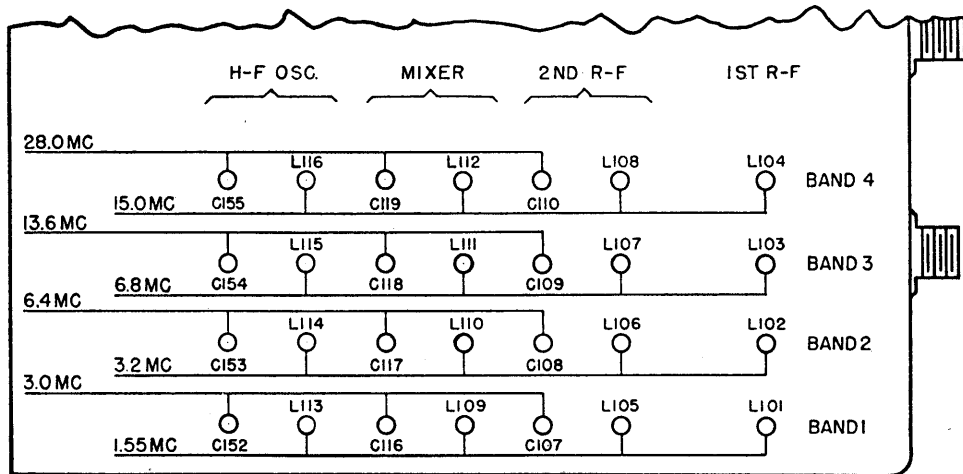 H-F OSC. MIXER 2ND R-F 1ST R-F
28.0 MC
L116 L112 L108 L104
BAND 4
15.0 MC C155 C119 C110
13.6 MC
L115 L111 L107 L103
BAND 3
6.8 MC C154 C118 C109
6.4 MC
L114 L110 L106 L102
BAND 2
3.2 MC C153 C117 C108
3.0 MC
L113 L109 L105 L101
BAND 1
1.55 MC C152 C116 C107